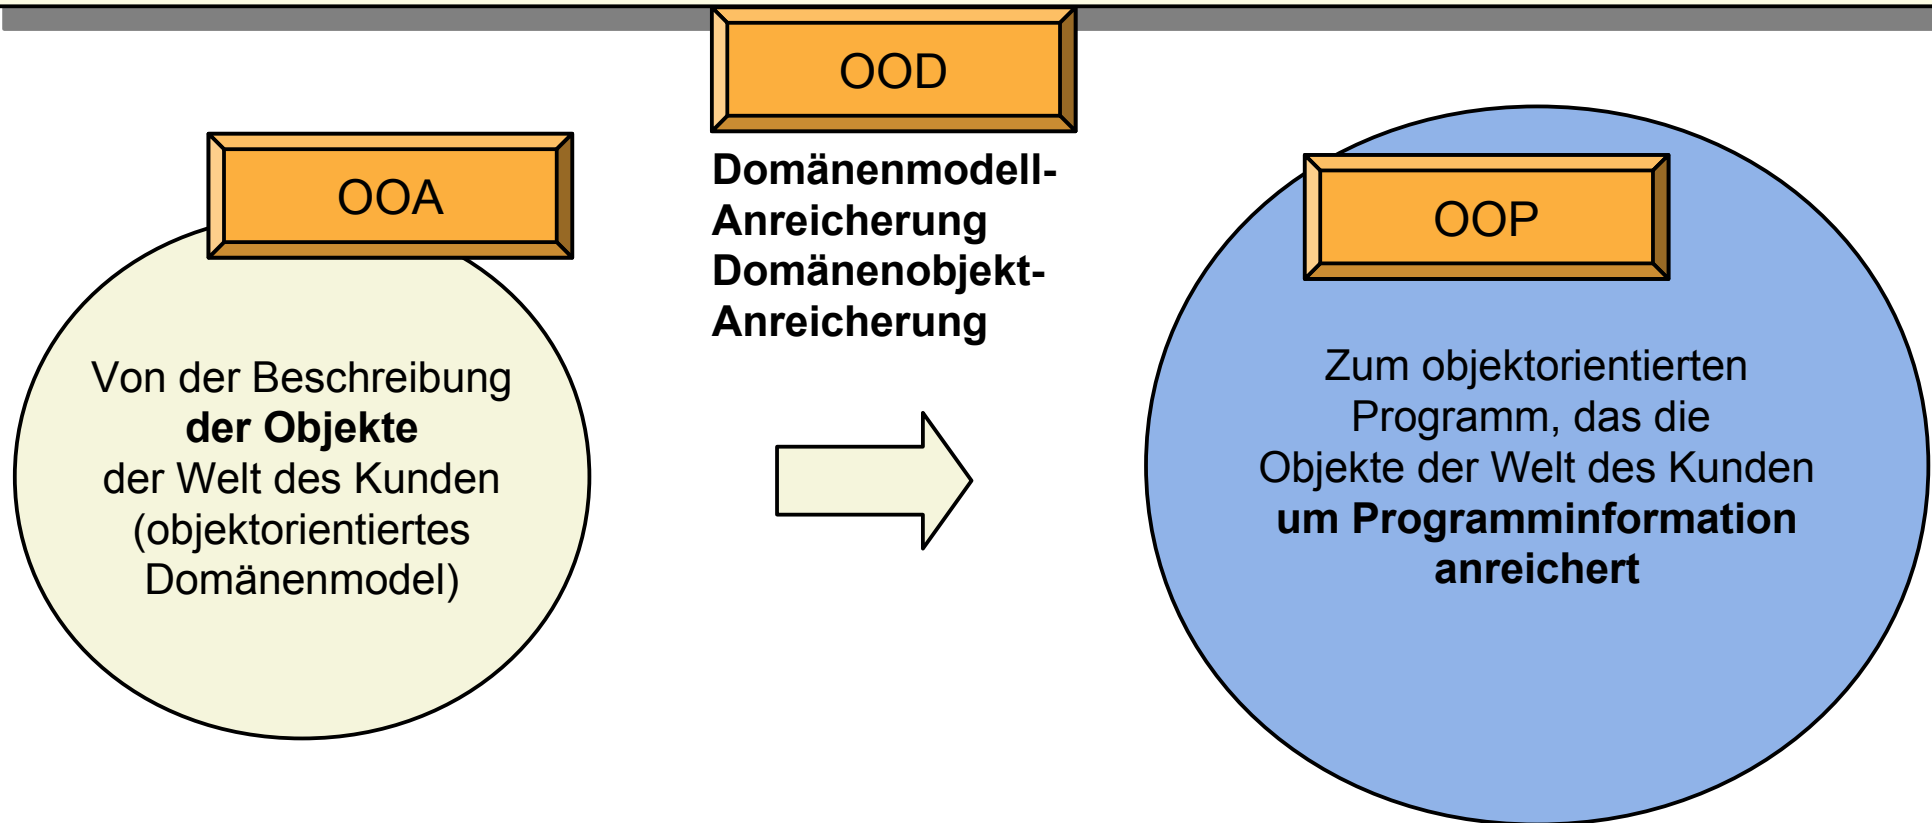 OOD
Domänenmodell-
Anreicherung
Domänenobjekt-
Anreicherung
OOA
Von der Beschreibung
der Objekte
der Welt des Kunden
(objektorientiertes
Domänenmodel)
OOP
Zum objektorientierten
Programm, das die
Objekte der Welt des Kunden
um Programminformation
anreichert